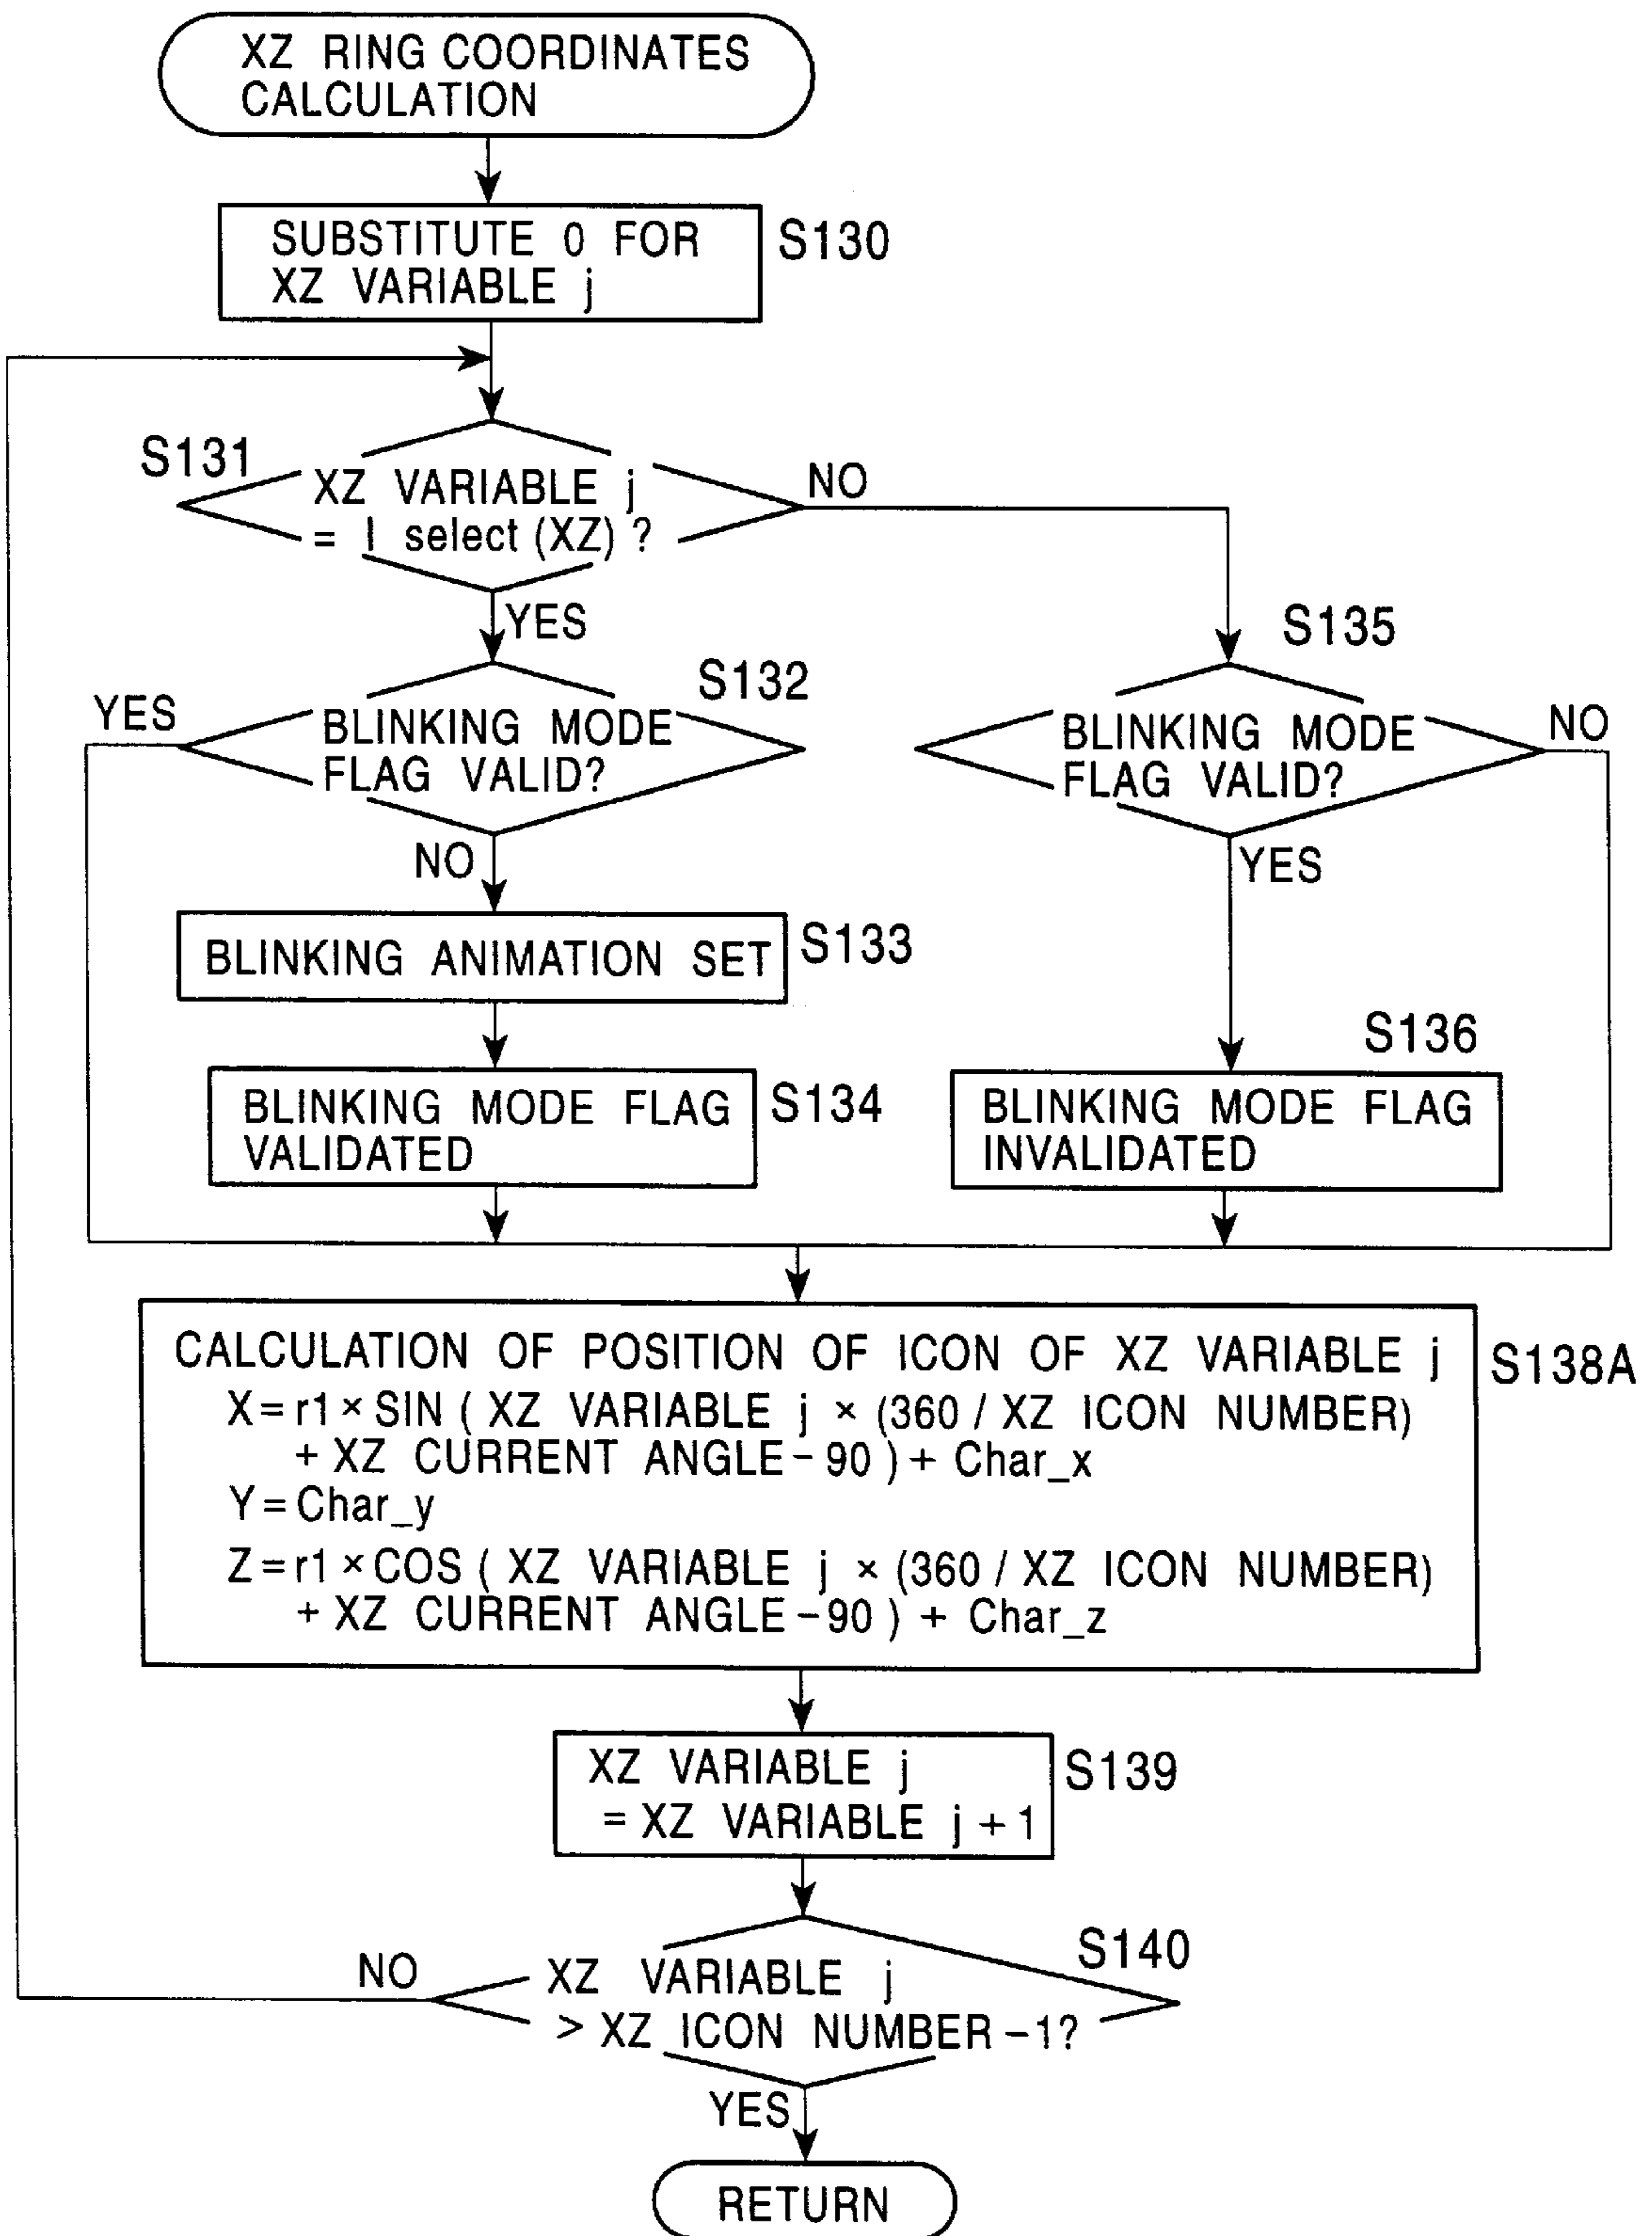 XZ RING COORDINATES
CALCULATION
SUBSTITUTE 0 FOR
XZ VARIABLE j
S130
S131
XZ VARIABLE j
= I select (XZ) ?
NO
YES
S132
S135
YES
BLINKING MODE
FLAG VALID?
BLINKING MODE
FLAG VALID?
NO
NO
YES
BLINKING ANIMATION SET
S133
S136
BLINKING MODE FLAG
VALIDATED
S134
BLINKING MODE FLAG
INVALIDATED
CALCULATION OF POSITION OF ICON OF XZ VARIABLE j
S138A
X=r1×SIN ( XZ VARIABLE j × (360 / XZ ICON NUMBER)
+ XZ CURRENT ANGLE-90 ) + Char_x
Y=Char_y
Z=r1×COS ( XZ VARIABLE j × (360 / XZ ICON NUMBER)
+ XZ CURRENT ANGLE-90 ) + Char_z
XZ VARIABLE j
= XZ VARIABLE j + 1
S139
S140
NO
XZ VARIABLE j
> XZ ICON NUMBER-1?
YES
RETURN